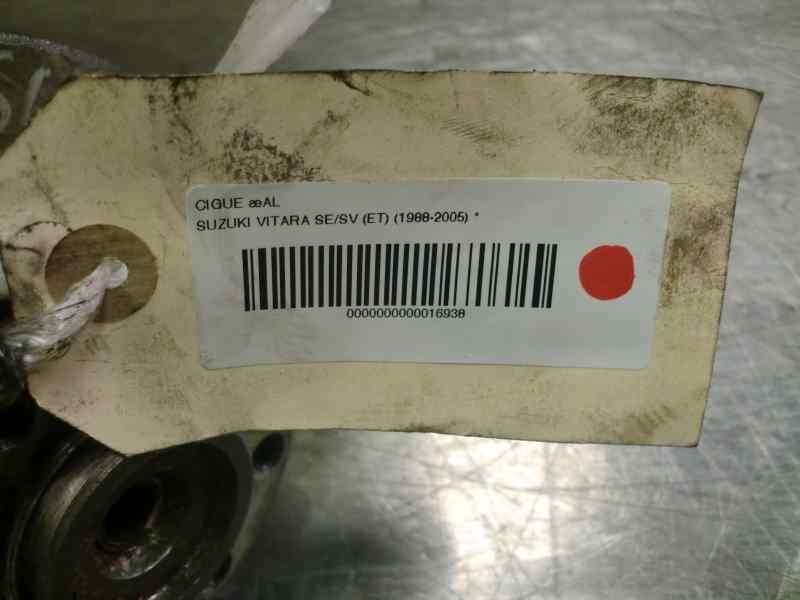 CIGUE æAL
SUZUKI VITARA SE/SV (ET) (1988-2005) *
0000000000016938